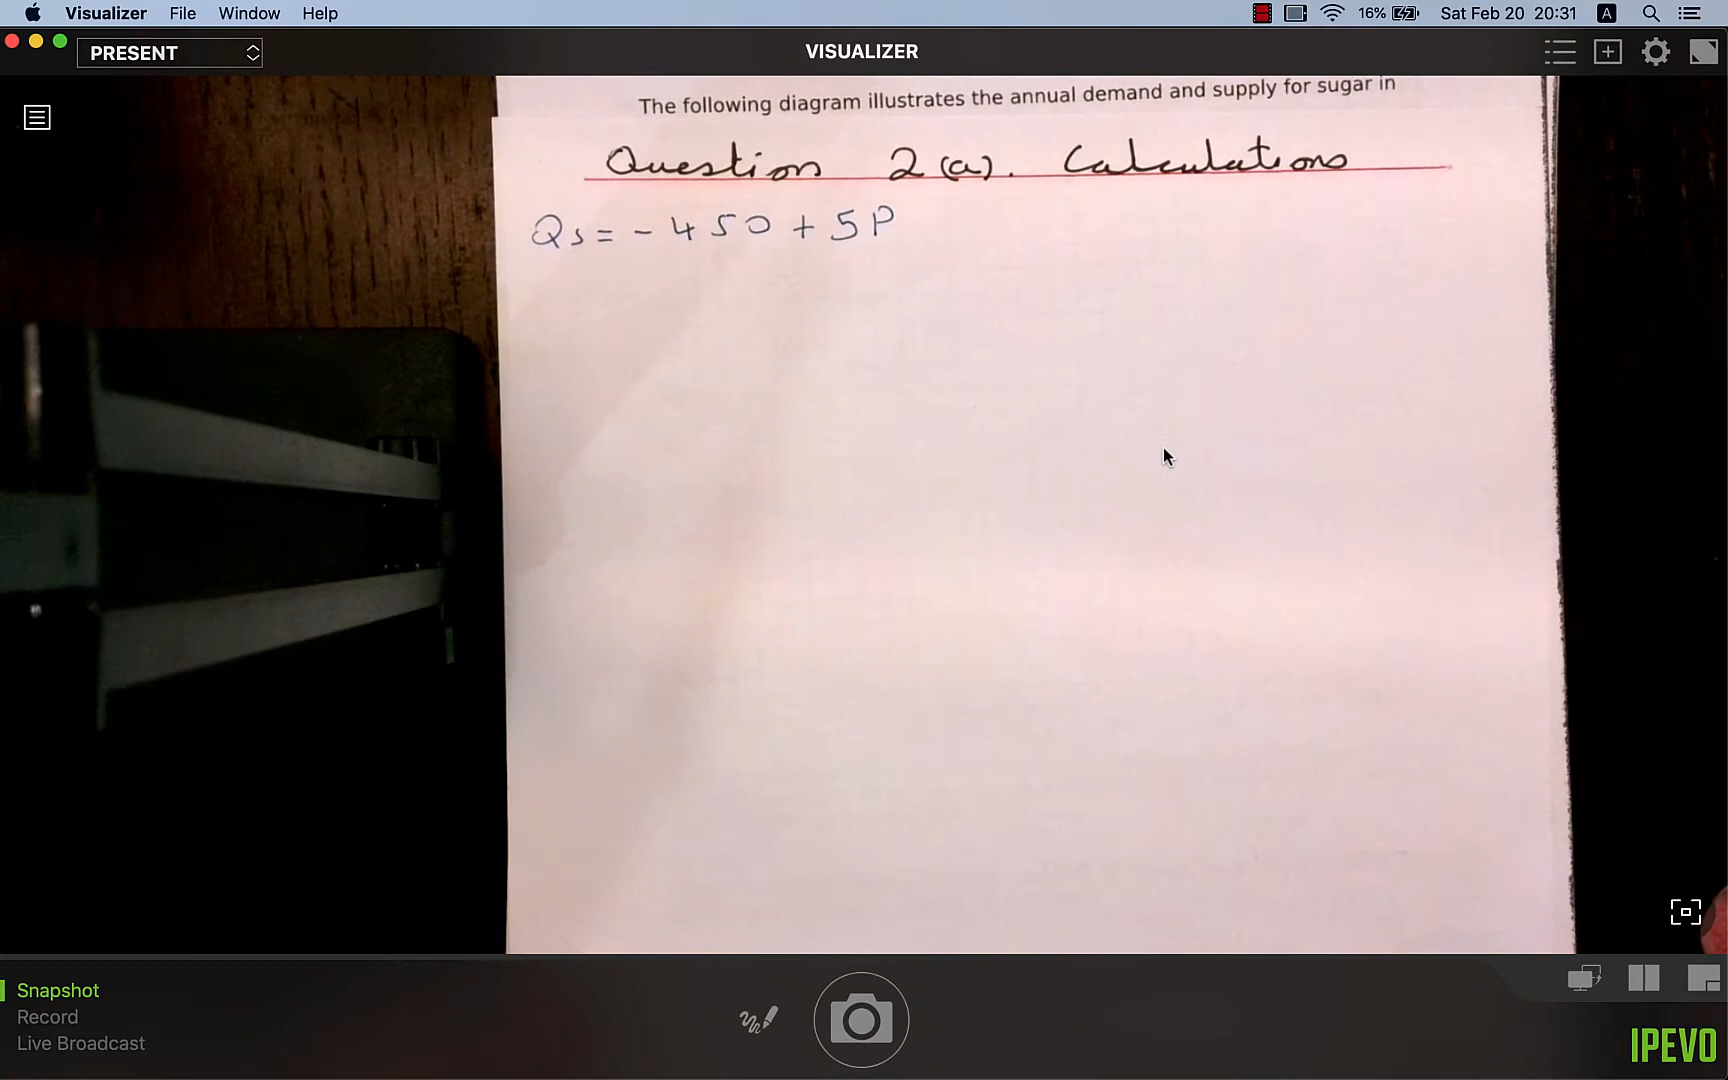 Visualizer File Window Help 16% Sat Feb 20 20:31 A
PRESENT VISUALIZER
The following diagram illustrates the annual demand and supply for sugar in
Question 2(a). Calculations
Qs = - 450 + 5P
Snapshot
Record
Live Broadcast
IPEVO